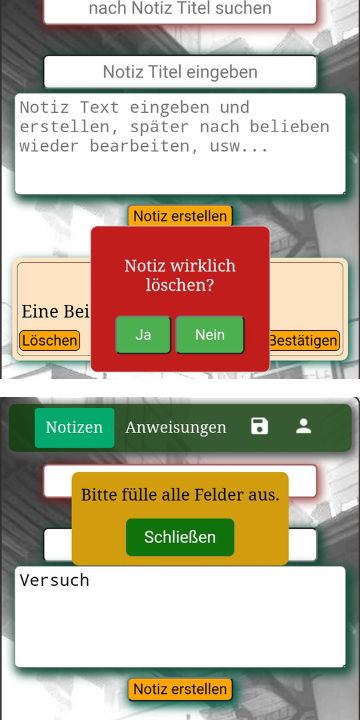 nach Notiz Titel suchen
Notiz Titel eingeben
Notiz Text eingeben und
erstellen, später nach belieben
wieder bearbeiten, usw...
Notiz erstellen
Notiz wirklich
löschen?
Eine Bei
Ja Nein
Löschen Bestätigen
Notizen Anweisungen
Bitte fülle alle Felder aus.
Schließen
Versuch
Notiz erstellen